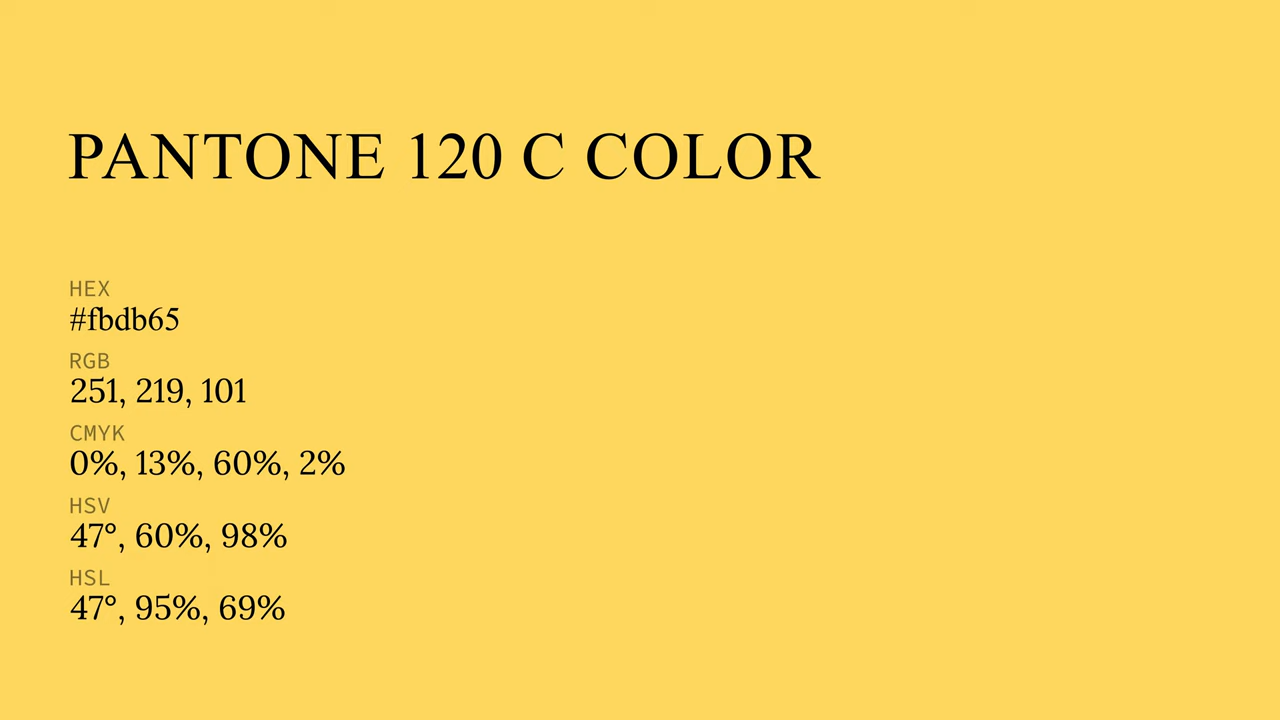 PANTONE 120 C COLOR
HEX
#fbdb65
RGB
251, 219, 101
CMYK
0%, 13%, 60%, 2%
HSV
47°, 60%, 98%
HSL
47°, 95%, 69%